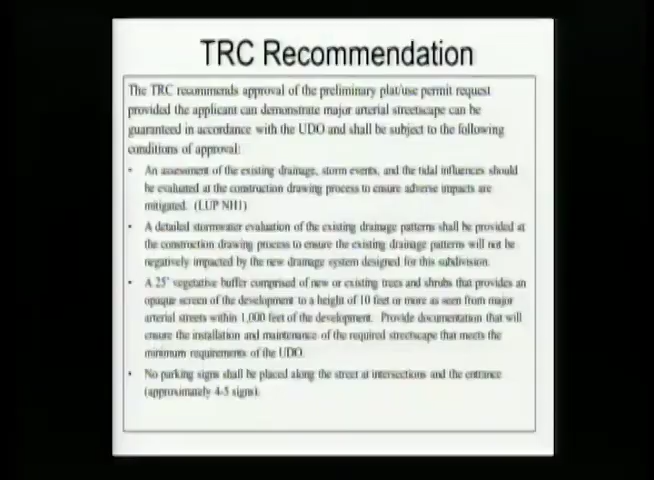 TRC Recommendation
The TRC recommends approval of the preliminary plat/use permit request
provided the applicant can demonstrate major arterial streetscape can be
guaranteed in accordance with the UDO and shall be subject to the following
conditions of approval:
• An assessment of the existing drainage, storm events, and the tidal influences should
be evaluated at the construction drawing process to ensure adverse impacts are
mitigated. (LUP NH1)
• A detailed stormwater evaluation of the existing drainage patterns shall be provided at
the construction drawing process to ensure the existing drainage patterns will not be
negatively impacted by the new drainage system designed for this subdivision.
• A 25' vegetative buffer comprised of new or existing trees and shrubs that provides an
opaque screen of the development to a height of 10 feet or more as seen from major
arterial streets within 1,000 feet of the development. Provide documentation that will
ensure the installation and maintenance of the required streetscape that meets the
minimum requirements of the UDO.
• No parking signs shall be placed along the street at intersections and the entrance
(approximately 4-5 signs).